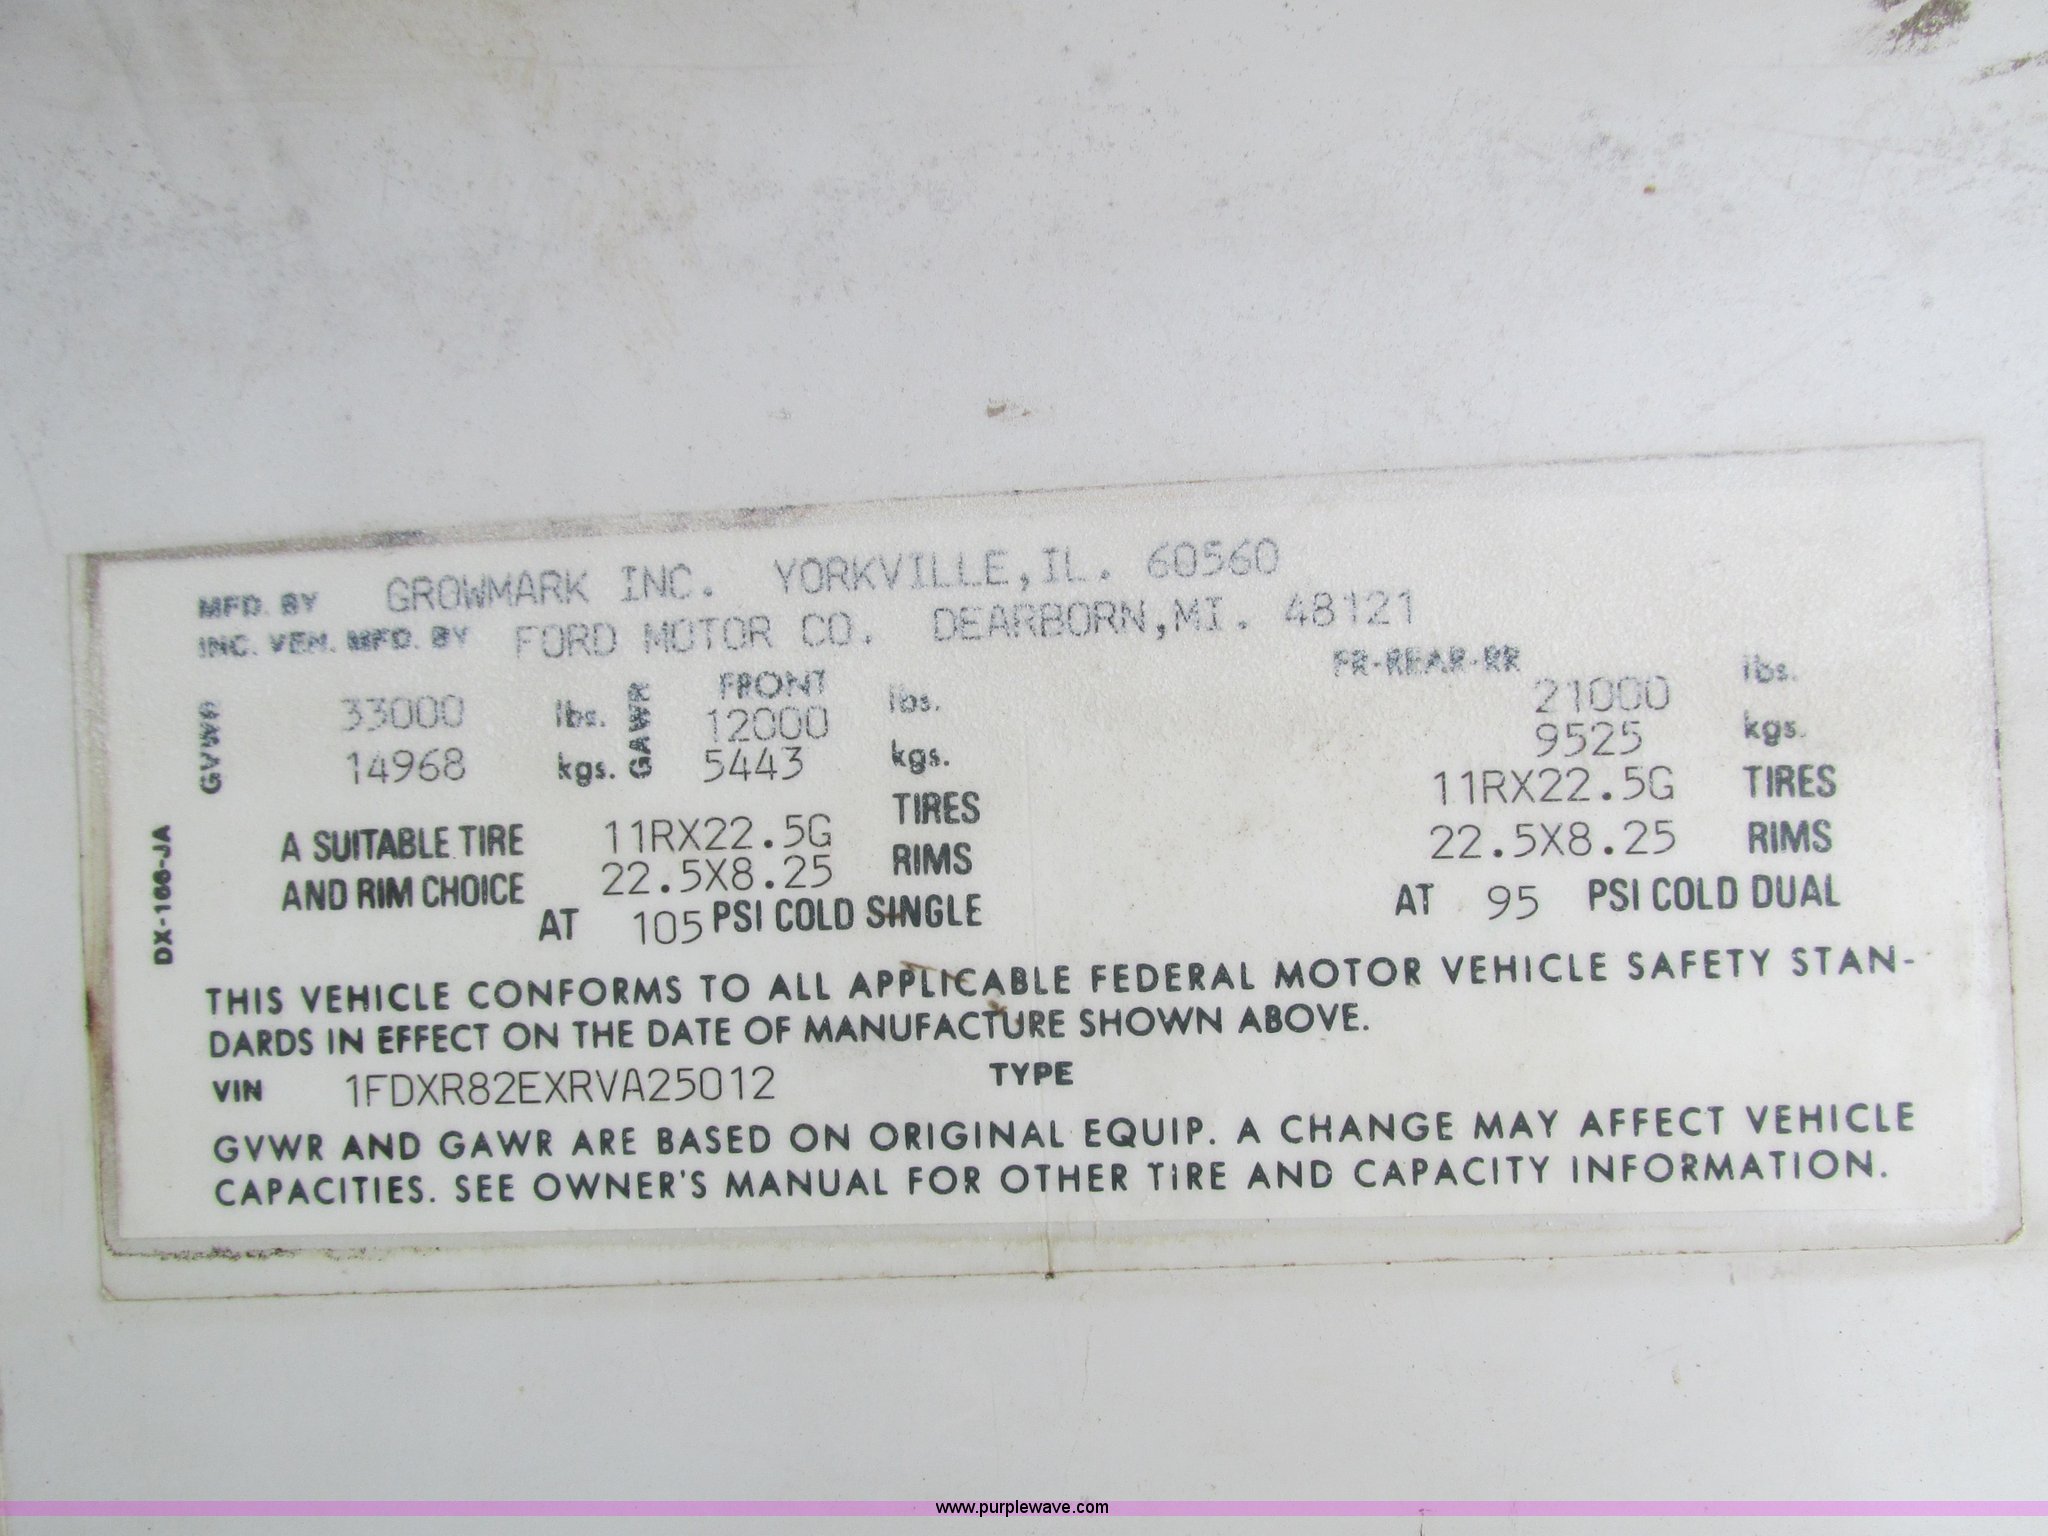 MFD. BY GROWMARK INC. YORKVILLE, IL. 60560
INC. VEH. MFD. BY FORD MOTOR CO. DEARBORN, MI. 48121
FRONT FR-REAR-RR
GVWR 33000 lbs. GAWR 12000 lbs. 21000 lbs.
14968 kgs. 5443 kgs. 9525 kgs.
A SUITABLE TIRE 11RX22.5G TIRES 11RX22.5G TIRES
AND RIM CHOICE 22.5X8.25 RIMS 22.5X8.25 RIMS
AT 105 PSI COLD SINGLE AT 95 PSI COLD DUAL
DX-166-JA
THIS VEHICLE CONFORMS TO ALL APPLICABLE FEDERAL MOTOR VEHICLE SAFETY STAN-
DARDS IN EFFECT ON THE DATE OF MANUFACTURE SHOWN ABOVE.
VIN 1FDXR82EXRVA25012 TYPE
GVWR AND GAWR ARE BASED ON ORIGINAL EQUIP. A CHANGE MAY AFFECT VEHICLE
CAPACITIES. SEE OWNER'S MANUAL FOR OTHER TIRE AND CAPACITY INFORMATION.
www.purplewave.com